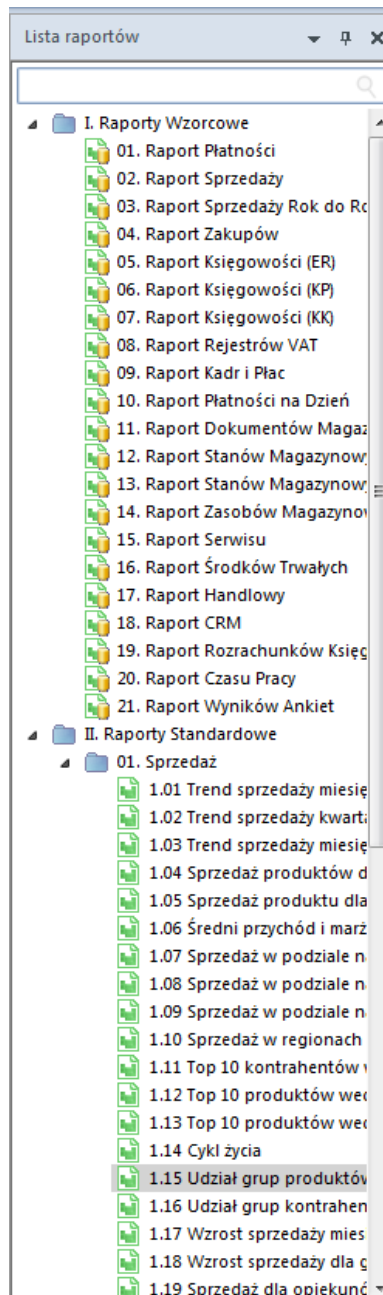 Lista raportów
I. Raporty Wzorcowe
01. Raport Płatności
02. Raport Sprzedaży
03. Raport Sprzedaży Rok do Ro
04. Raport Zakupów
05. Raport Księgowości (ER)
06. Raport Księgowości (KP)
07. Raport Księgowości (KK)
08. Raport Rejestrów VAT
09. Raport Kadr i Płac
10. Raport Płatności na Dzień
11. Raport Dokumentów Magaz
12. Raport Stanów Magazynow
13. Raport Stanów Magazynow
14. Raport Zasobów Magazyno
15. Raport Serwisu
16. Raport Środków Trwałych
17. Raport Handlowy
18. Raport CRM
19. Raport Rozrachunków Księg
20. Raport Czasu Pracy
21. Raport Wyników Ankiet
II. Raporty Standardowe
01. Sprzedaż
1.01 Trend sprzedaży miesię
1.02 Trend sprzedaży kwarta
1.03 Trend sprzedaży miesię
1.04 Sprzedaż produktów d
1.05 Sprzedaż produktu dla
1.06 Średni przychód i marż
1.07 Sprzedaż w podziale n
1.08 Sprzedaż w podziale n
1.09 Sprzedaż w podziale n
1.10 Sprzedaż w regionach
1.11 Top 10 kontrahentów w
1.12 Top 10 produktów wed
1.13 Top 10 produktów wed
1.14 Cykl życia
1.15 Udział grup produktów
1.16 Udział grup kontrahen
1.17 Wzrost sprzedaży mies
1.18 Wzrost sprzedaży dla g
1.19 Sprzedaż dla opiekunó